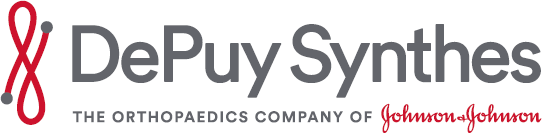 DePuy Synthes
THE ORTHOPAEDICS COMPANY OF Johnson & Johnson